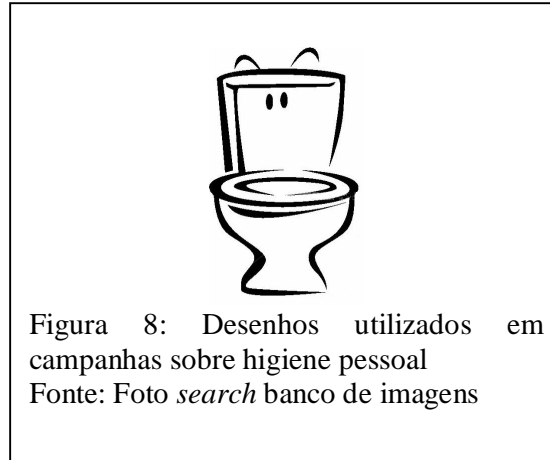 Figura 8: Desenhos utilizados em
campanhas sobre higiene pessoal
Fonte: Foto search banco de imagens